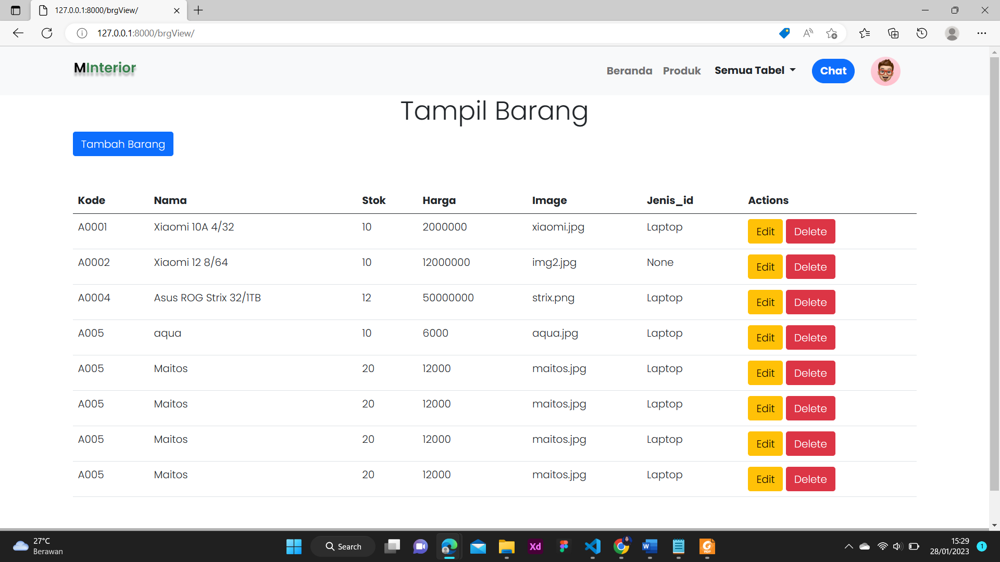 127.0.0.1:8000/brgView/
127.0.0.1:8000/brgView/
MInterior
Beranda Produk Semua Tabel Chat
Tampil Barang
Tambah Barang
Kode Nama Stok Harga Image Jenis_id Actions
A0001 Xiaomi 10A 4/32 10 2000000 xiaomi.jpg Laptop Edit Delete
A0002 Xiaomi 12 8/64 10 12000000 img2.jpg None Edit Delete
A0004 Asus ROG Strix 32/1TB 12 50000000 strix.png Laptop Edit Delete
A005 aqua 10 6000 aqua.jpg Laptop Edit Delete
A005 Maitos 20 12000 maitos.jpg Laptop Edit Delete
A005 Maitos 20 12000 maitos.jpg Laptop Edit Delete
A005 Maitos 20 12000 maitos.jpg Laptop Edit Delete
A005 Maitos 20 12000 maitos.jpg Laptop Edit Delete
27°C
Berawan
Search
Xd
W
PDF
15:29
28/01/2023
1